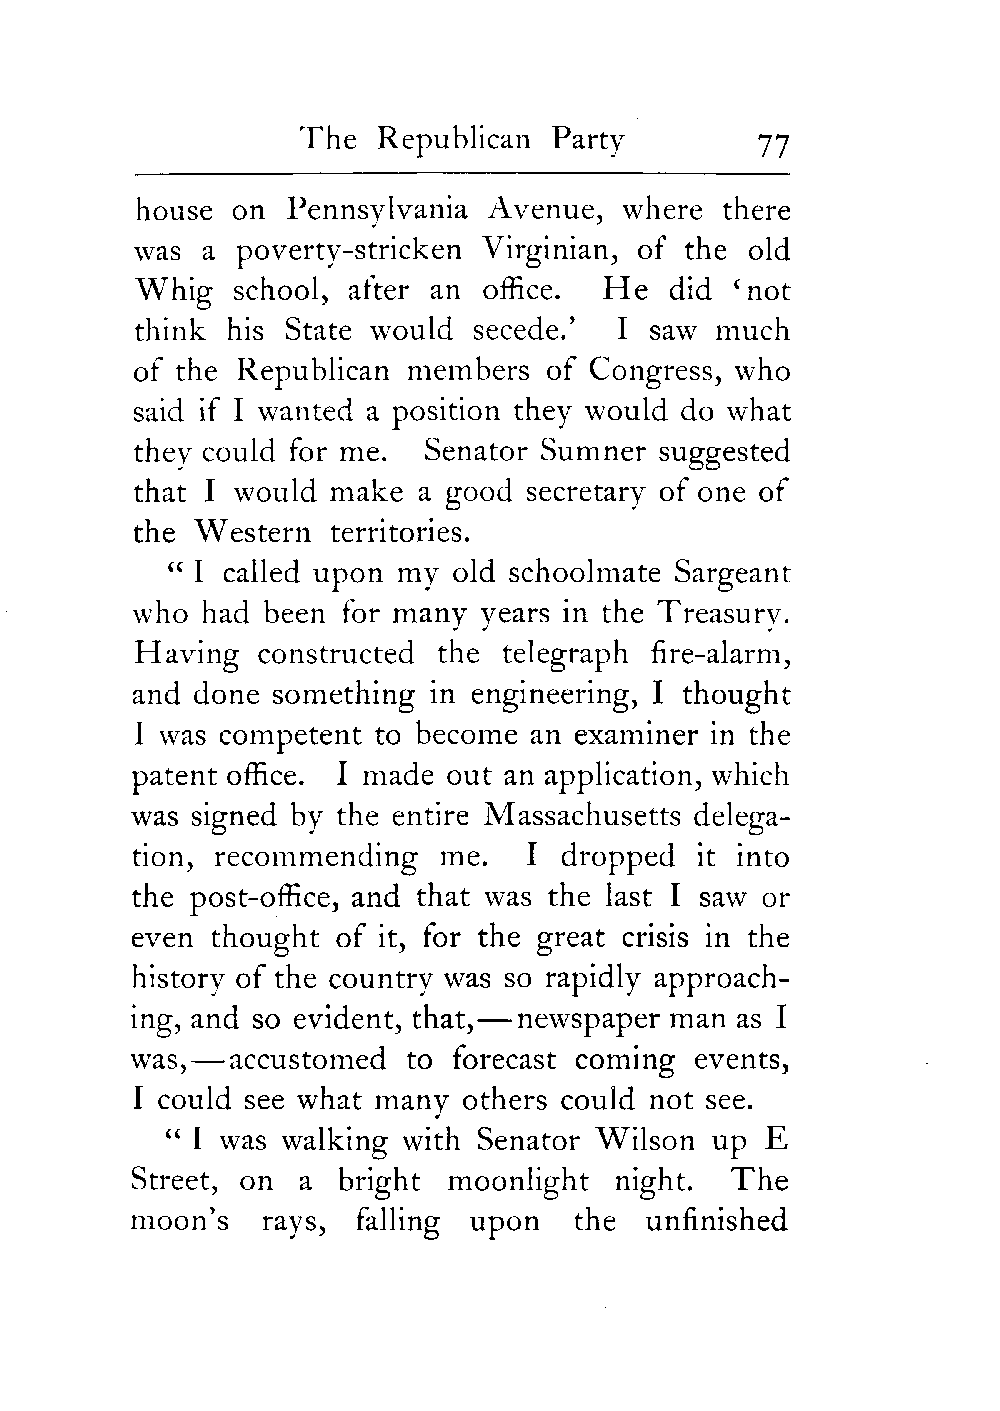 The Republican Party 77
house on Pennsylvania Avenue, where there
was a poverty-stricken Virginian, of the old
Whig school, after an office. He did ‘not
think his State would secede.’ I saw much
of the Republican members of Congress, who
said if I wanted a position they would do what
they could for me. Senator Sumner suggested
that I would make a good secretary of one of
the Western territories.
“I called upon my old schoolmate Sargeant
who had been for many years in the Treasury.
Having constructed the telegraph fire-alarm,
and done something in engineering, I thought
I was competent to become an examiner in the
patent office. I made out an application, which
was signed by the entire Massachusetts delega-
tion, recommending me. I dropped it into
the post-office, and that was the last I saw or
even thought of it, for the great crisis in the
history of the country was so rapidly approach-
ing, and so evident, that,—newspaper man as I
was,—accustomed to forecast coming events,
I could see what many others could not see.
“I was walking with Senator Wilson up E
Street, on a bright moonlight night. The
moon’s rays, falling upon the unfinished